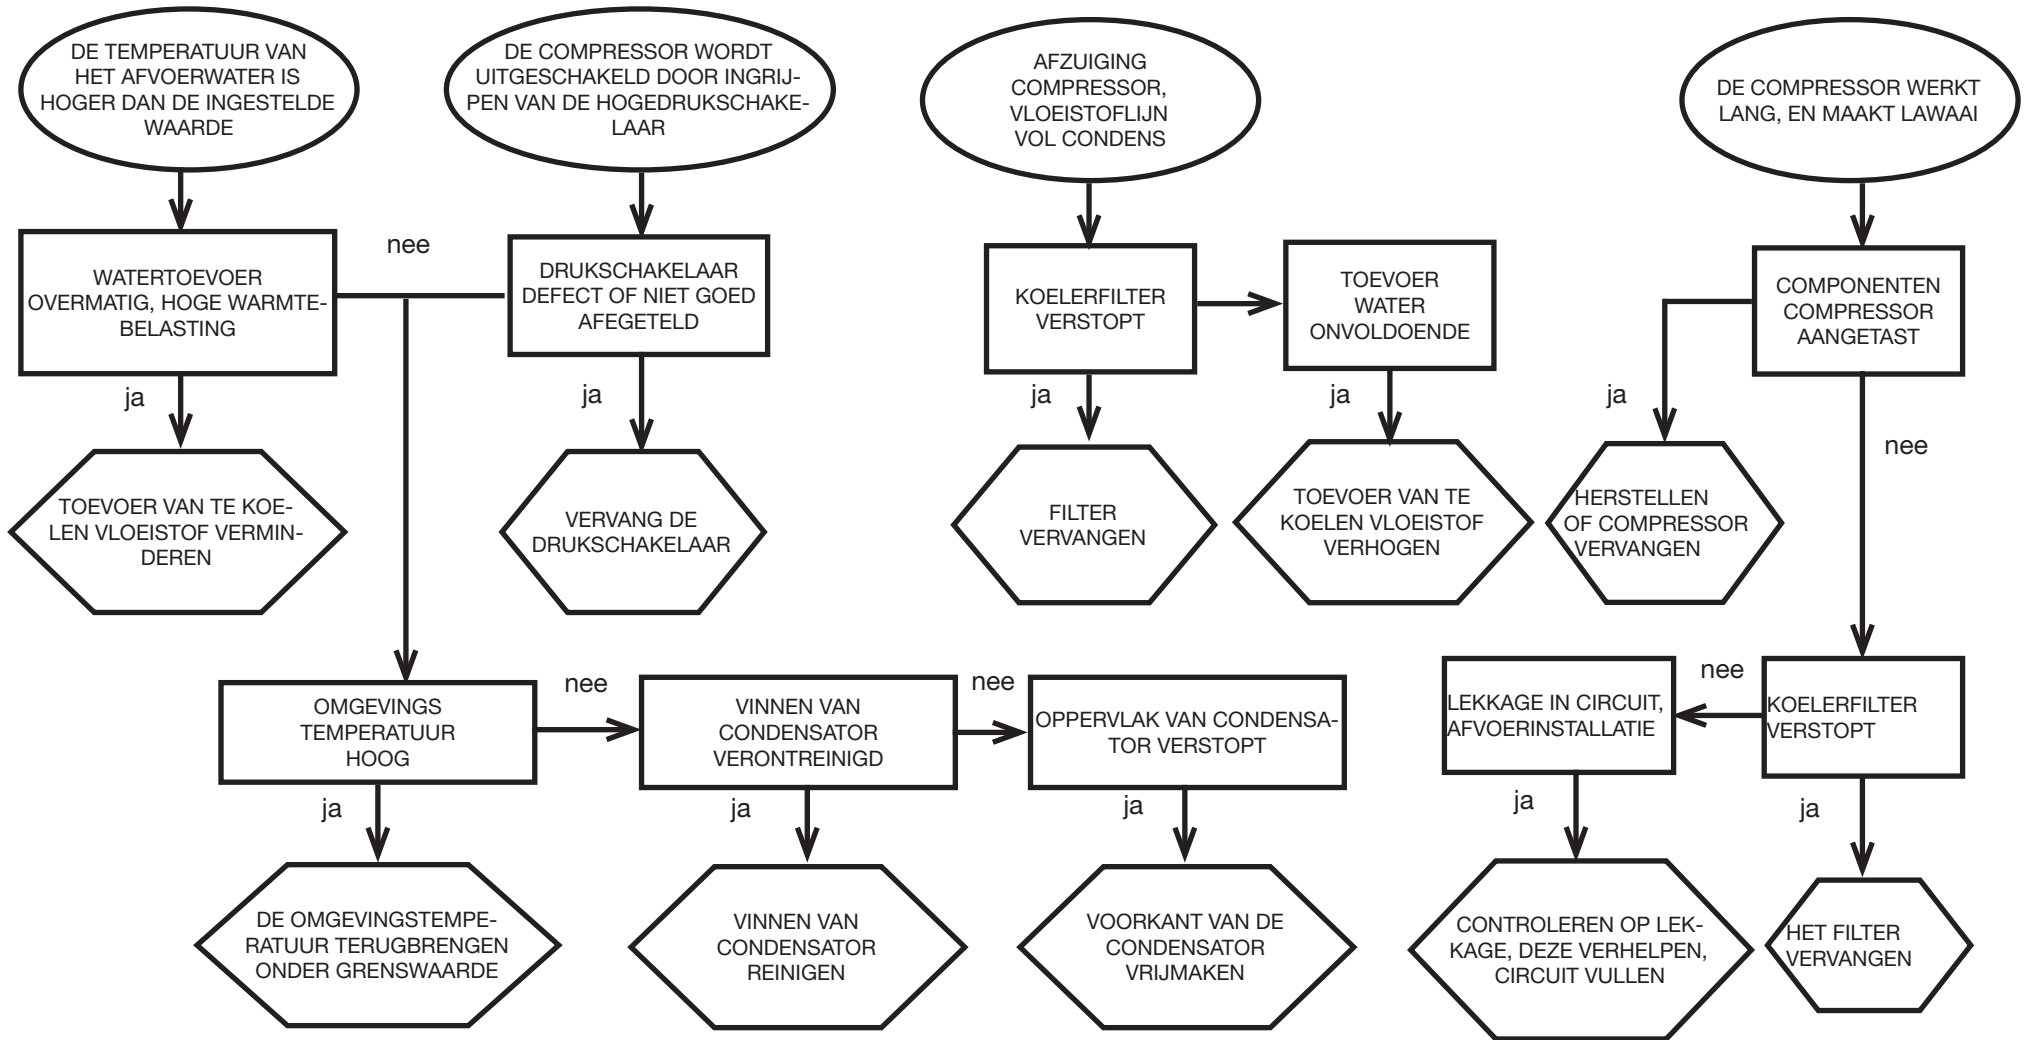 DE TEMPERATUUR VAN
HET AFVOERWATER IS
HOGER DAN DE INGESTELDE
WAARDE
DE COMPRESSOR WORDT
UITGESCHAKELD DOOR INGRIJ-
PEN VAN DE HOGEDRUKSCHAKE-
LAAR
AFZUIGING
COMPRESSOR,
VLOEISTOFLIJN
VOL CONDENS
DE COMPRESSOR WERKT
LANG, EN MAAKT LAWAAI
WATERTOEVOER
OVERMATIG, HOGE WARMTE-
BELASTING
nee
DRUKSCHAKELAAR
DEFECT OF NIET GOED
AFEGETELD
KOELERFILTER
VERSTOPT
TOEVOER
WATER
ONVOLDOENDE
COMPONENTEN
COMPRESSOR
AANGETAST
ja
ja
ja
ja
ja
nee
TOEVOER VAN TE KOE-
LEN VLOEISTOF VERMIN-
DEREN
VERVANG DE
DRUKSCHAKELAAR
FILTER
VERVANGEN
TOEVOER VAN TE
KOELEN VLOEISTOF
VERHOGEN
HERSTELLEN
OF COMPRESSOR
VERVANGEN
OMGEVINGS
TEMPERATUUR
HOOG
nee
VINNEN VAN
CONDENSATOR
VERONTREINIGD
nee
OPPERVLAK VAN CONDENSA-
TOR VERSTOPT
LEKKAGE IN CIRCUIT,
AFVOERINSTALLATIE
nee
KOELERFILTER
VERSTOPT
ja
ja
ja
ja
ja
DE OMGEVINGSTEMPE-
RATUUR TERUGBRENGEN
ONDER GRENSWAARDE
VINNEN VAN
CONDENSATOR
REINIGEN
VOORKANT VAN DE
CONDENSATOR
VRIJMAKEN
CONTROLEREN OP LEK-
KAGE, DEZE VERHELPEN,
CIRCUIT VULLEN
HET FILTER
VERVANGEN